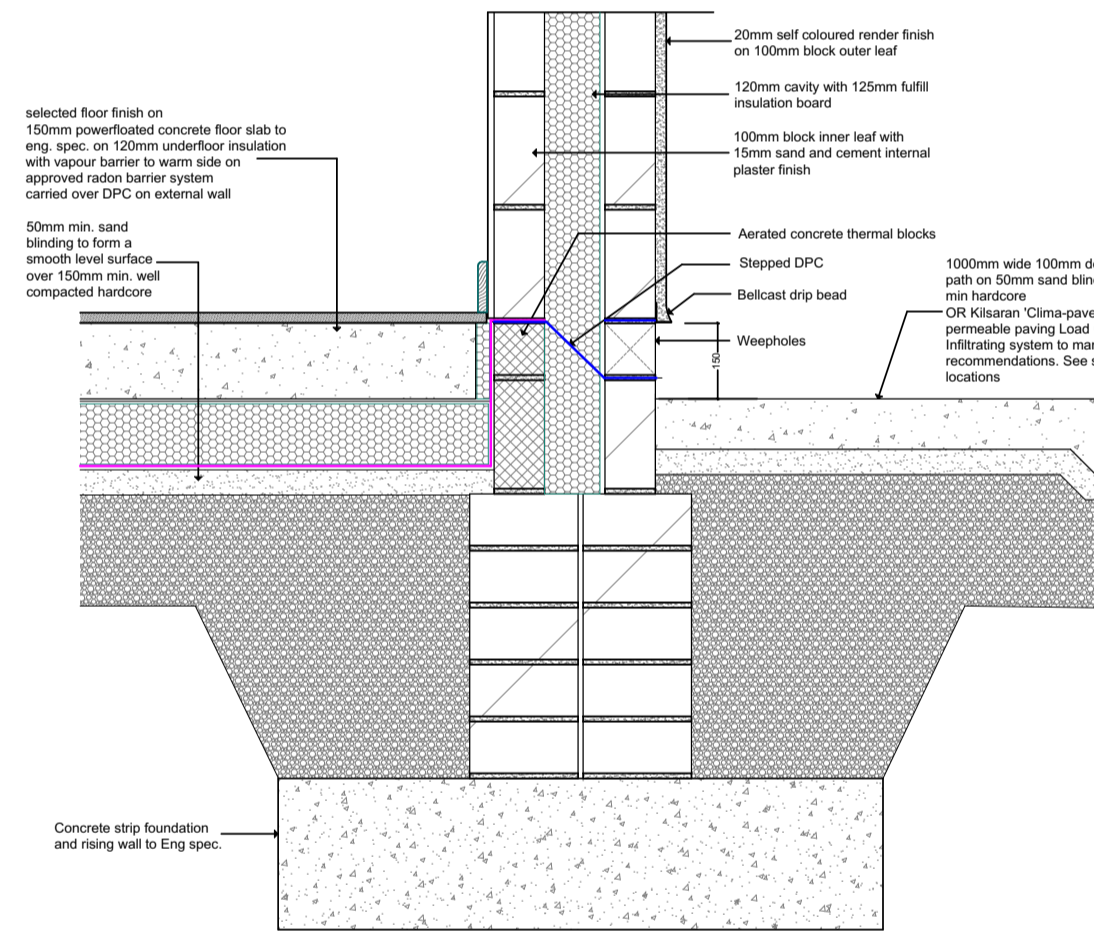 20mm self coloured render finish
on 100mm block outer leaf
120mm cavity with 125mm fulfill
insulation board
100mm block inner leaf with
15mm sand and cement internal
plaster finish
selected floor finish on
150mm powerfloated concrete floor slab to
eng. spec. on 120mm underfloor insulation
with vapour barrier to warm side on
approved radon barrier system
carried over DPC on external wall
50mm min. sand
blinding to form a
smooth level surface
over 150mm min. well
compacted hardcore
Aerated concrete thermal blocks
Stepped DPC
Bellcast drip bead
Weepholes
150
1000mm wide 100mm
path on 50mm sand
min hardcore
OR Kilsaran 'Clima-pave
permeable paving Load
Infiltrating system to
recommendations. See
locations
Concrete strip foundation
and rising wall to Eng spec.